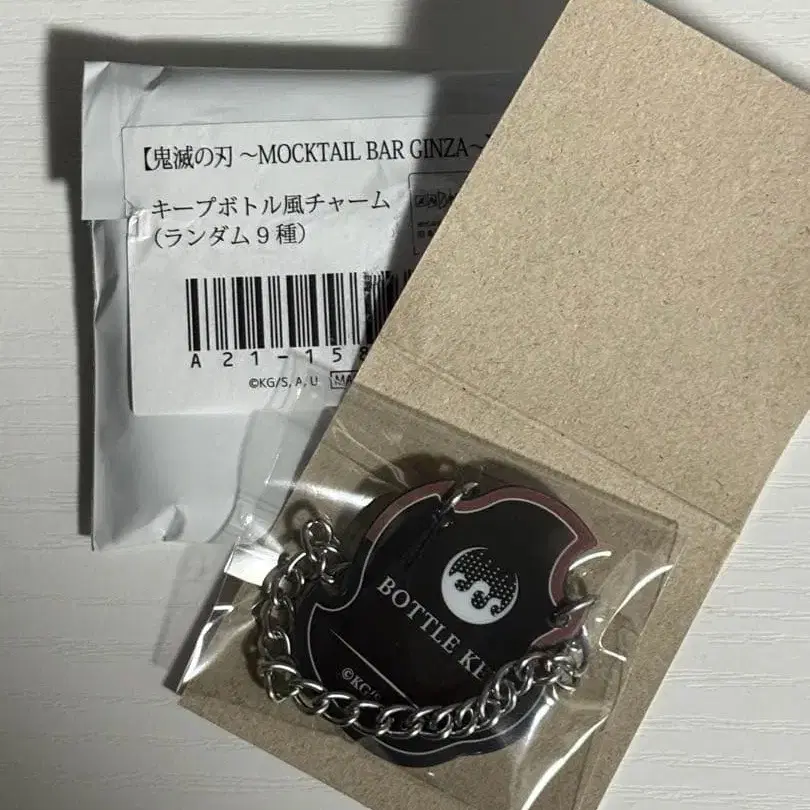 【鬼滅の刃 ～MOCKTAIL BAR GINZA～】
キープボトル風チャーム
（ランダム9種）
A21-158
©KG/S, A, U
BOTTLE KE
©KG/S